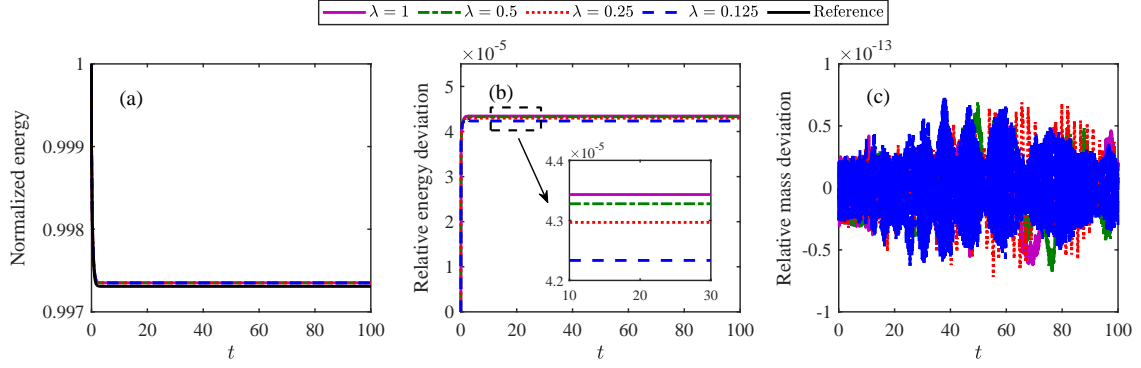 λ = 1 λ = 0.5 λ = 0.25 λ = 0.125 Reference
(a)
Normalized energy
1
0.999
0.998
0.997
0 20 40 60 80 100
t
×10⁻⁵
(b)
Relative energy deviation
5
4
3
2
1
0
0 20 40 60 80 100
t
×10⁻⁵
4.4
4.3
4.2
10 20 30
×10⁻¹³
(c)
Relative mass deviation
1
0.5
0
-0.5
-1
0 20 40 60 80 100
t